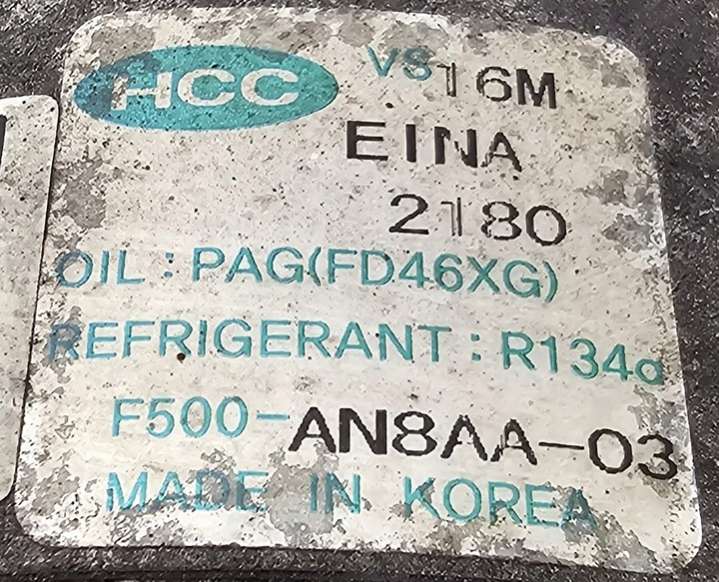 HCC VS16M
EINA
2180
OIL : PAG(FD46XG)
REFRIGERANT : R134a
F500-AN8AA-03
MADE IN KOREA